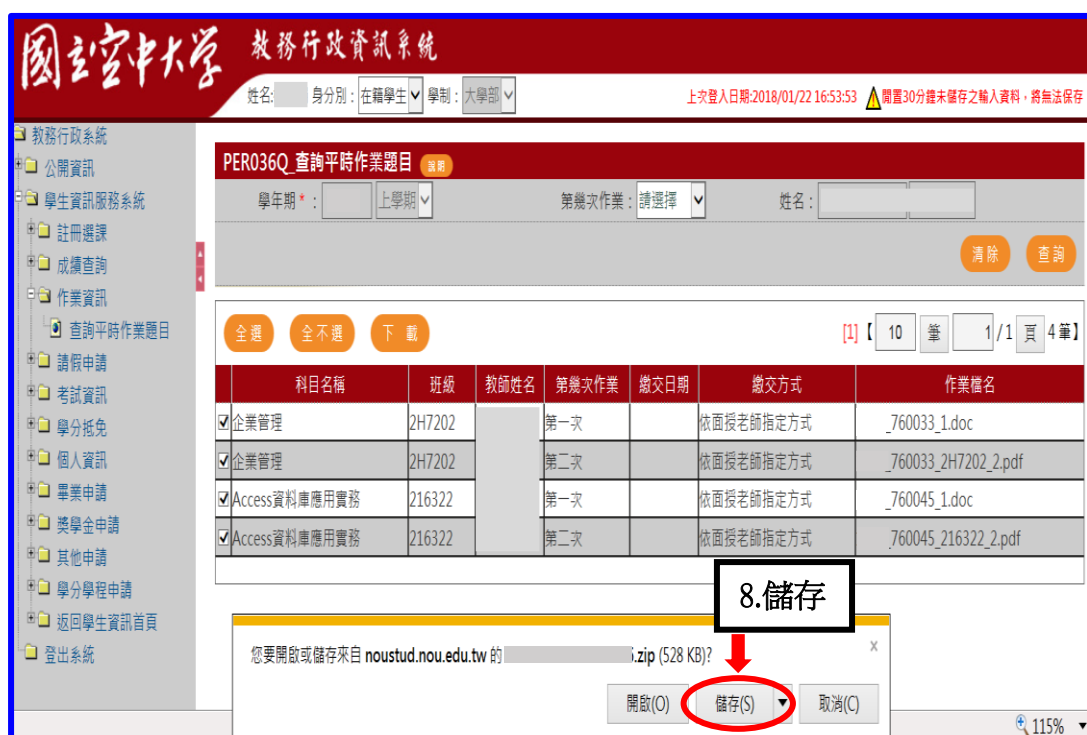 國立空中大學 教務行政資訊系統
姓名: 身分別：在籍學生 學制：大學部 上次登入日期:2018/01/22 16:53:53 閒置30分鐘未儲存之輸入資料，將無法保存
教務行政系統
公開資訊
學生資訊服務系統
註冊選課
成績查詢
作業資訊
查詢平時作業題目
請假申請
考試資訊
學分抵免
個人資訊
畢業申請
獎學金申請
其他申請
學分學程申請
返回學生資訊首頁
登出系統
PER036Q_查詢平時作業題目 說明
學年期*： 上學期 第幾次作業：請選擇 姓名：
清除 查詢
全選 全不選 下載 [1]【 10 筆 1 /1 頁 4筆】
科目名稱 班級 教師姓名 第幾次作業 繳交日期 繳交方式 作業檔名
企業管理 2H7202 第一次 依面授老師指定方式 _760033_1.doc
企業管理 2H7202 第二次 依面授老師指定方式 _760033_2H7202_2.pdf
Access資料庫應用實務 216322 第一次 依面授老師指定方式 _760045_1.doc
Access資料庫應用實務 216322 第二次 依面授老師指定方式 _760045_216322_2.pdf
8.儲存
您要開啟或儲存來自 noustud.nou.edu.tw 的 .zip (528 KB)? x
開啟(O) 儲存(S) 取消(C)
115%